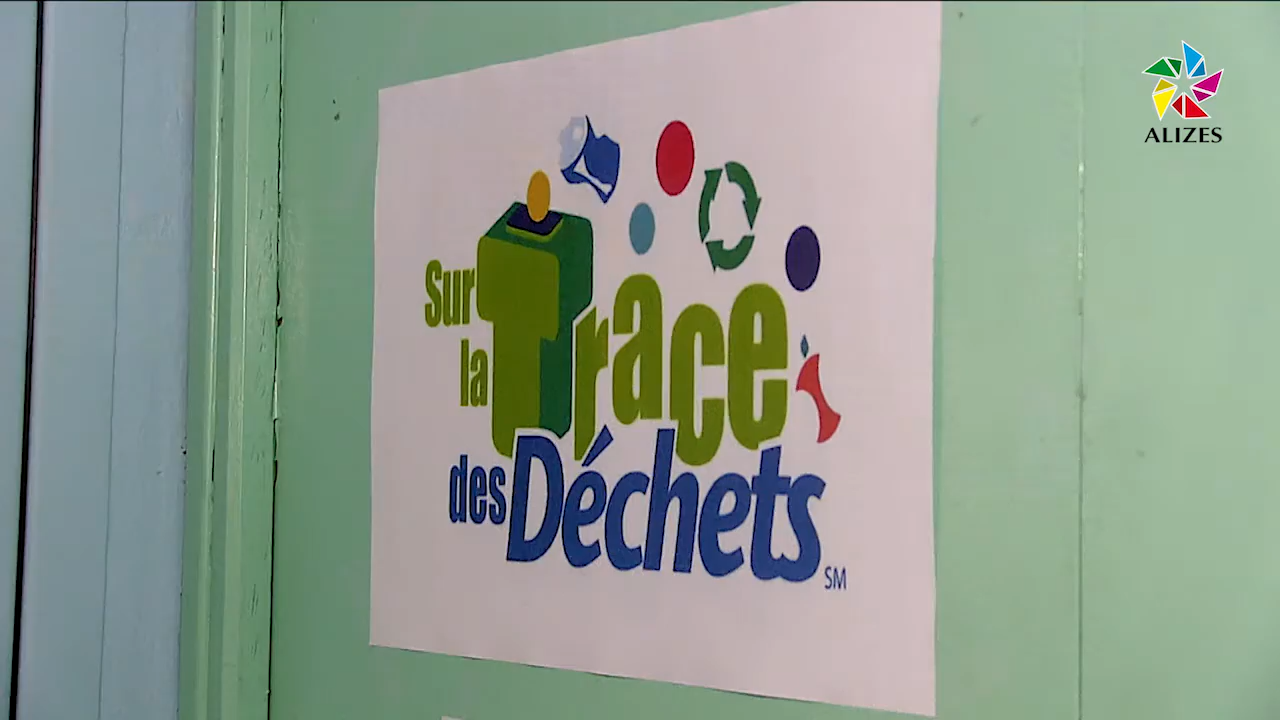 ALIZES
Sur
la Trace
des Déchets
SM